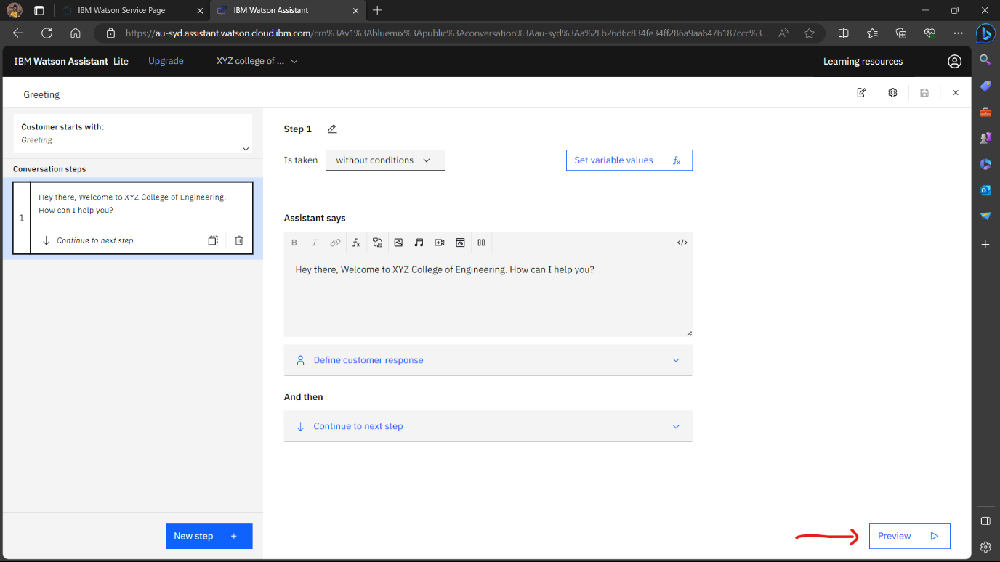 IBM Watson Service Page
IBM Watson Assistant
https://au-syd.assistant.watson.cloud.ibm.com/crn%3Av1%3Abluemix%3Apublic%3Aconversation%3Aau-syd%3Aa%2Fb26d6c834fe34ff286a9aa6476187ccc%3...
IBM Watson Assistant Lite
Upgrade
XYZ college of ...
Learning resources
Greeting
Customer starts with:
Greeting
Conversation steps
1
Hey there, Welcome to XYZ College of Engineering.
How can I help you?
Continue to next step
New step +
Step 1
Is taken
without conditions
Set variable values fx
Assistant says
B I fx </>
Hey there, Welcome to XYZ College of Engineering. How can I help you?
Define customer response
And then
Continue to next step
Preview